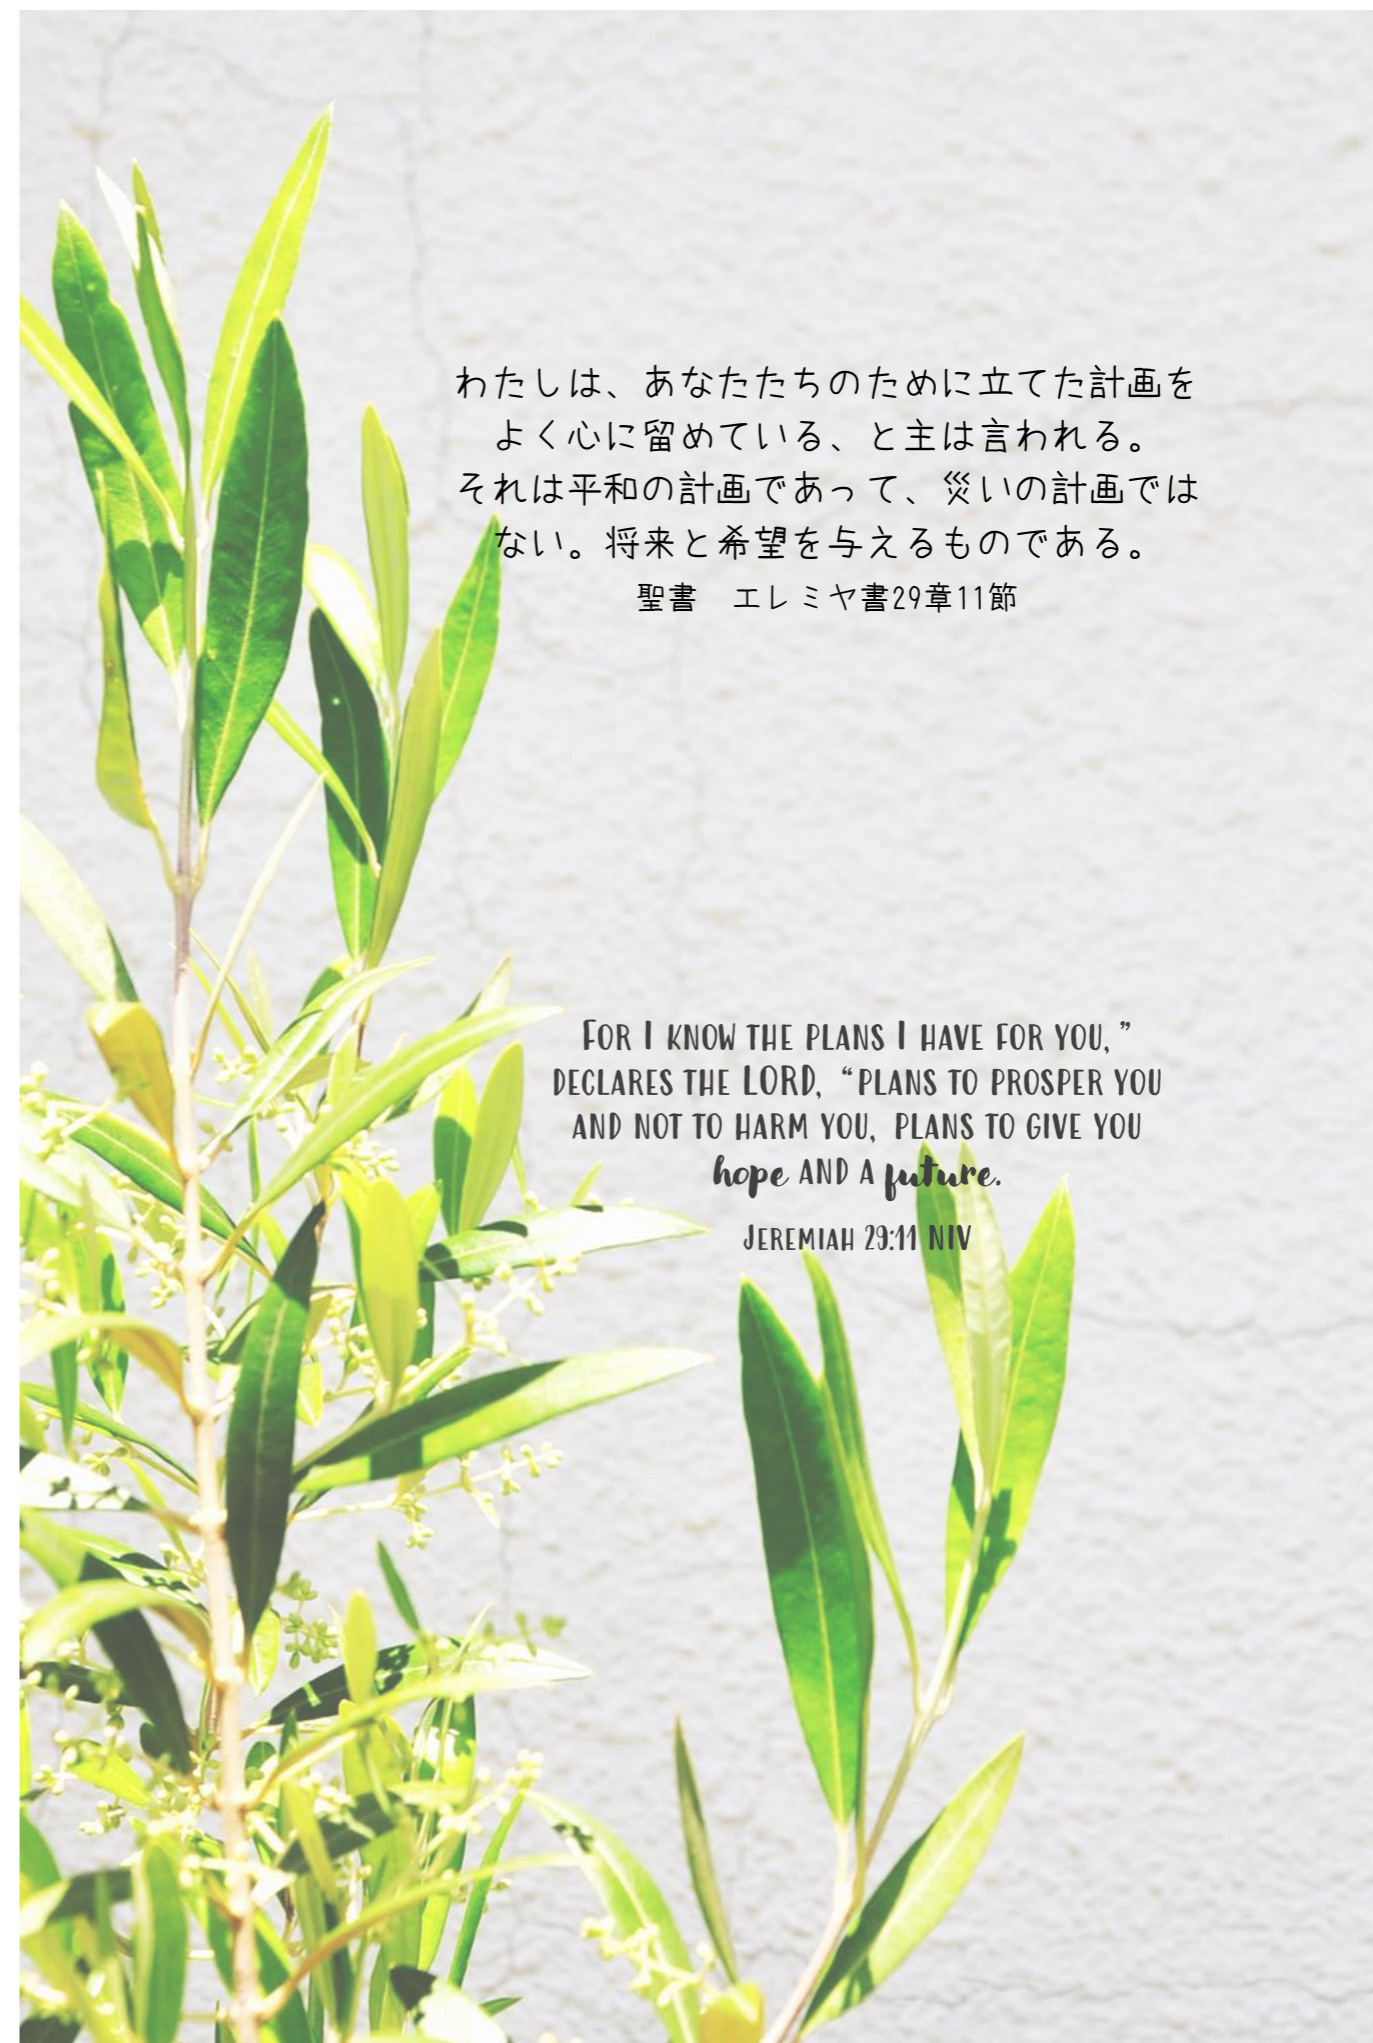 わたしは、あなたたちのために立てた計画を
よく心に留めている、と主は言われる。
それは平和の計画であって、災いの計画では
ない。将来と希望を与えるものである。
聖書　エレミヤ書29章11節
For I know the plans I have for you,”
declares the LORD, “plans to prosper you
and not to harm you, plans to give you
hope and a future.
Jeremiah 29:11 NIV